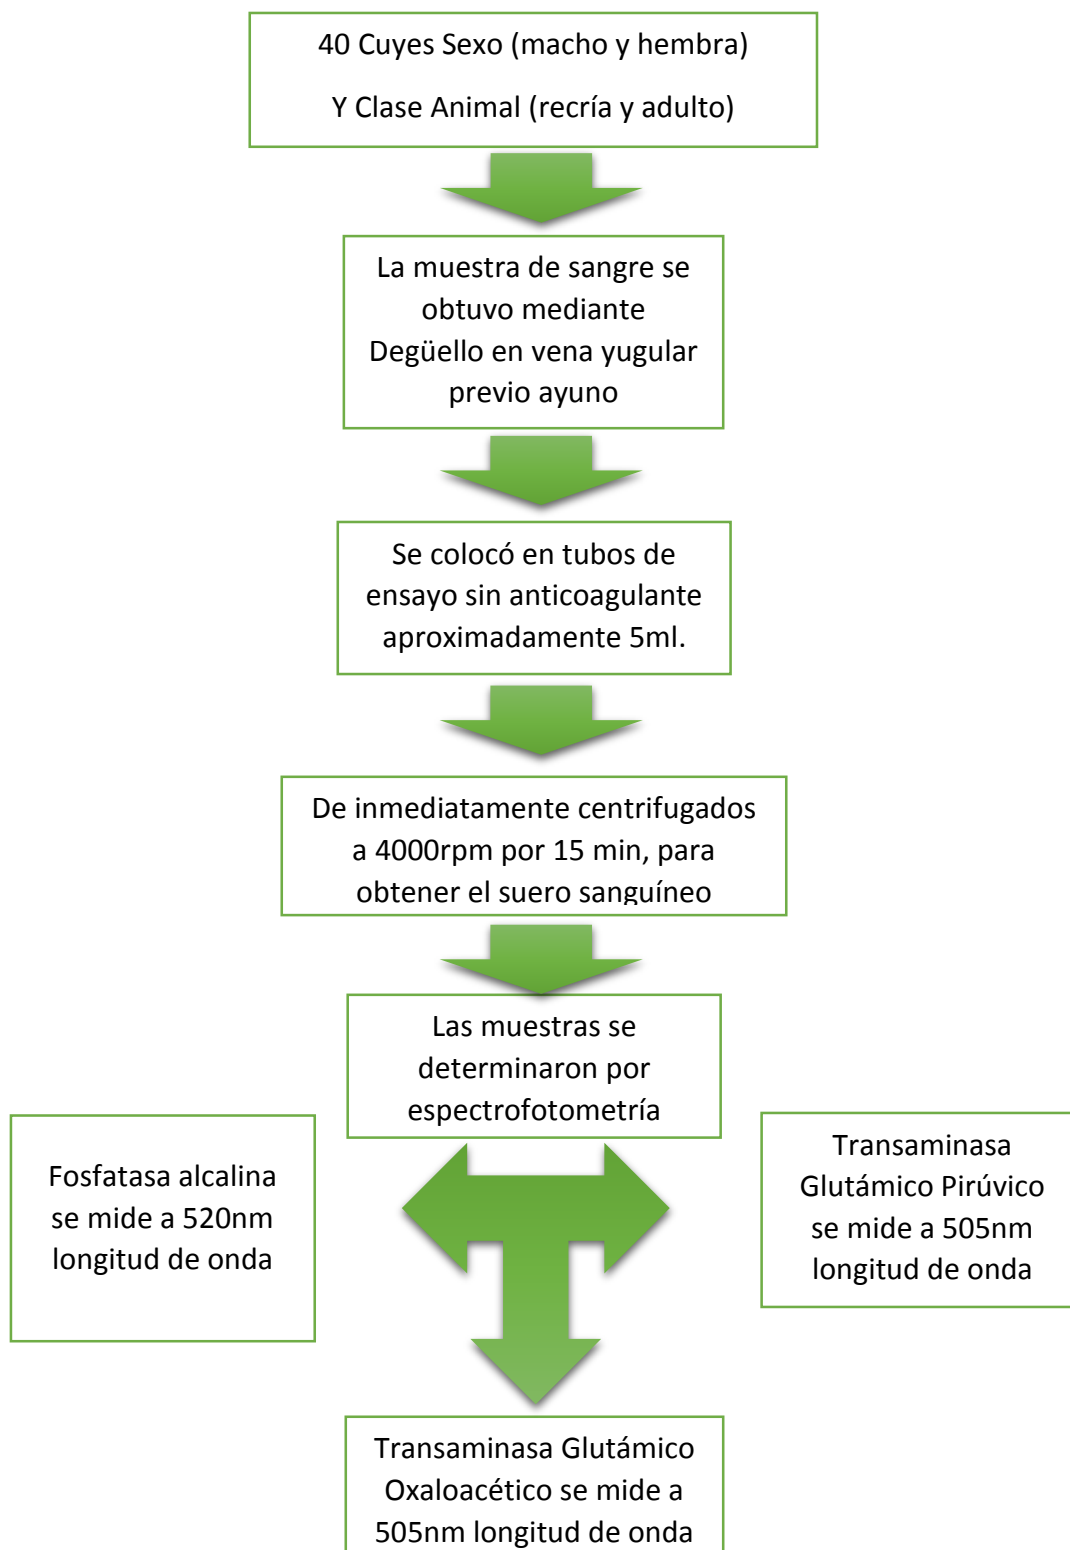 40 Cuyes Sexo (macho y hembra)
Y Clase Animal (recría y adulto)
La muestra de sangre se
obtuvo mediante
Degüello en vena yugular
previo ayuno
Se colocó en tubos de
ensayo sin anticoagulante
aproximadamente 5ml.
De inmediatamente centrifugados
a 4000rpm por 15 min, para
obtener el suero sanguíneo
Las muestras se
determinaron por
espectrofotometría
Fosfatasa alcalina
se mide a 520nm
longitud de onda
Transaminasa
Glutámico Pirúvico
se mide a 505nm
longitud de onda
Transaminasa Glutámico
Oxaloacético se mide a
505nm longitud de onda